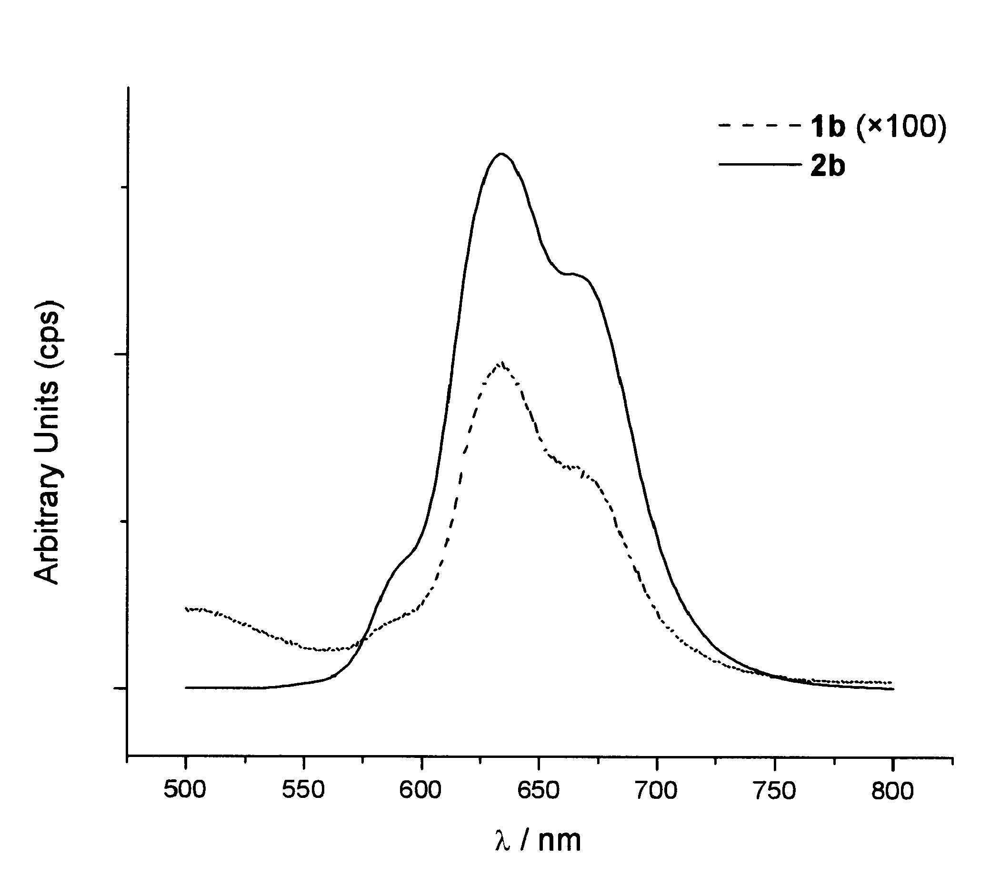 1b (×100)
2b
Arbitrary Units (cps)
500 550 600 650 700 750 800
λ / nm